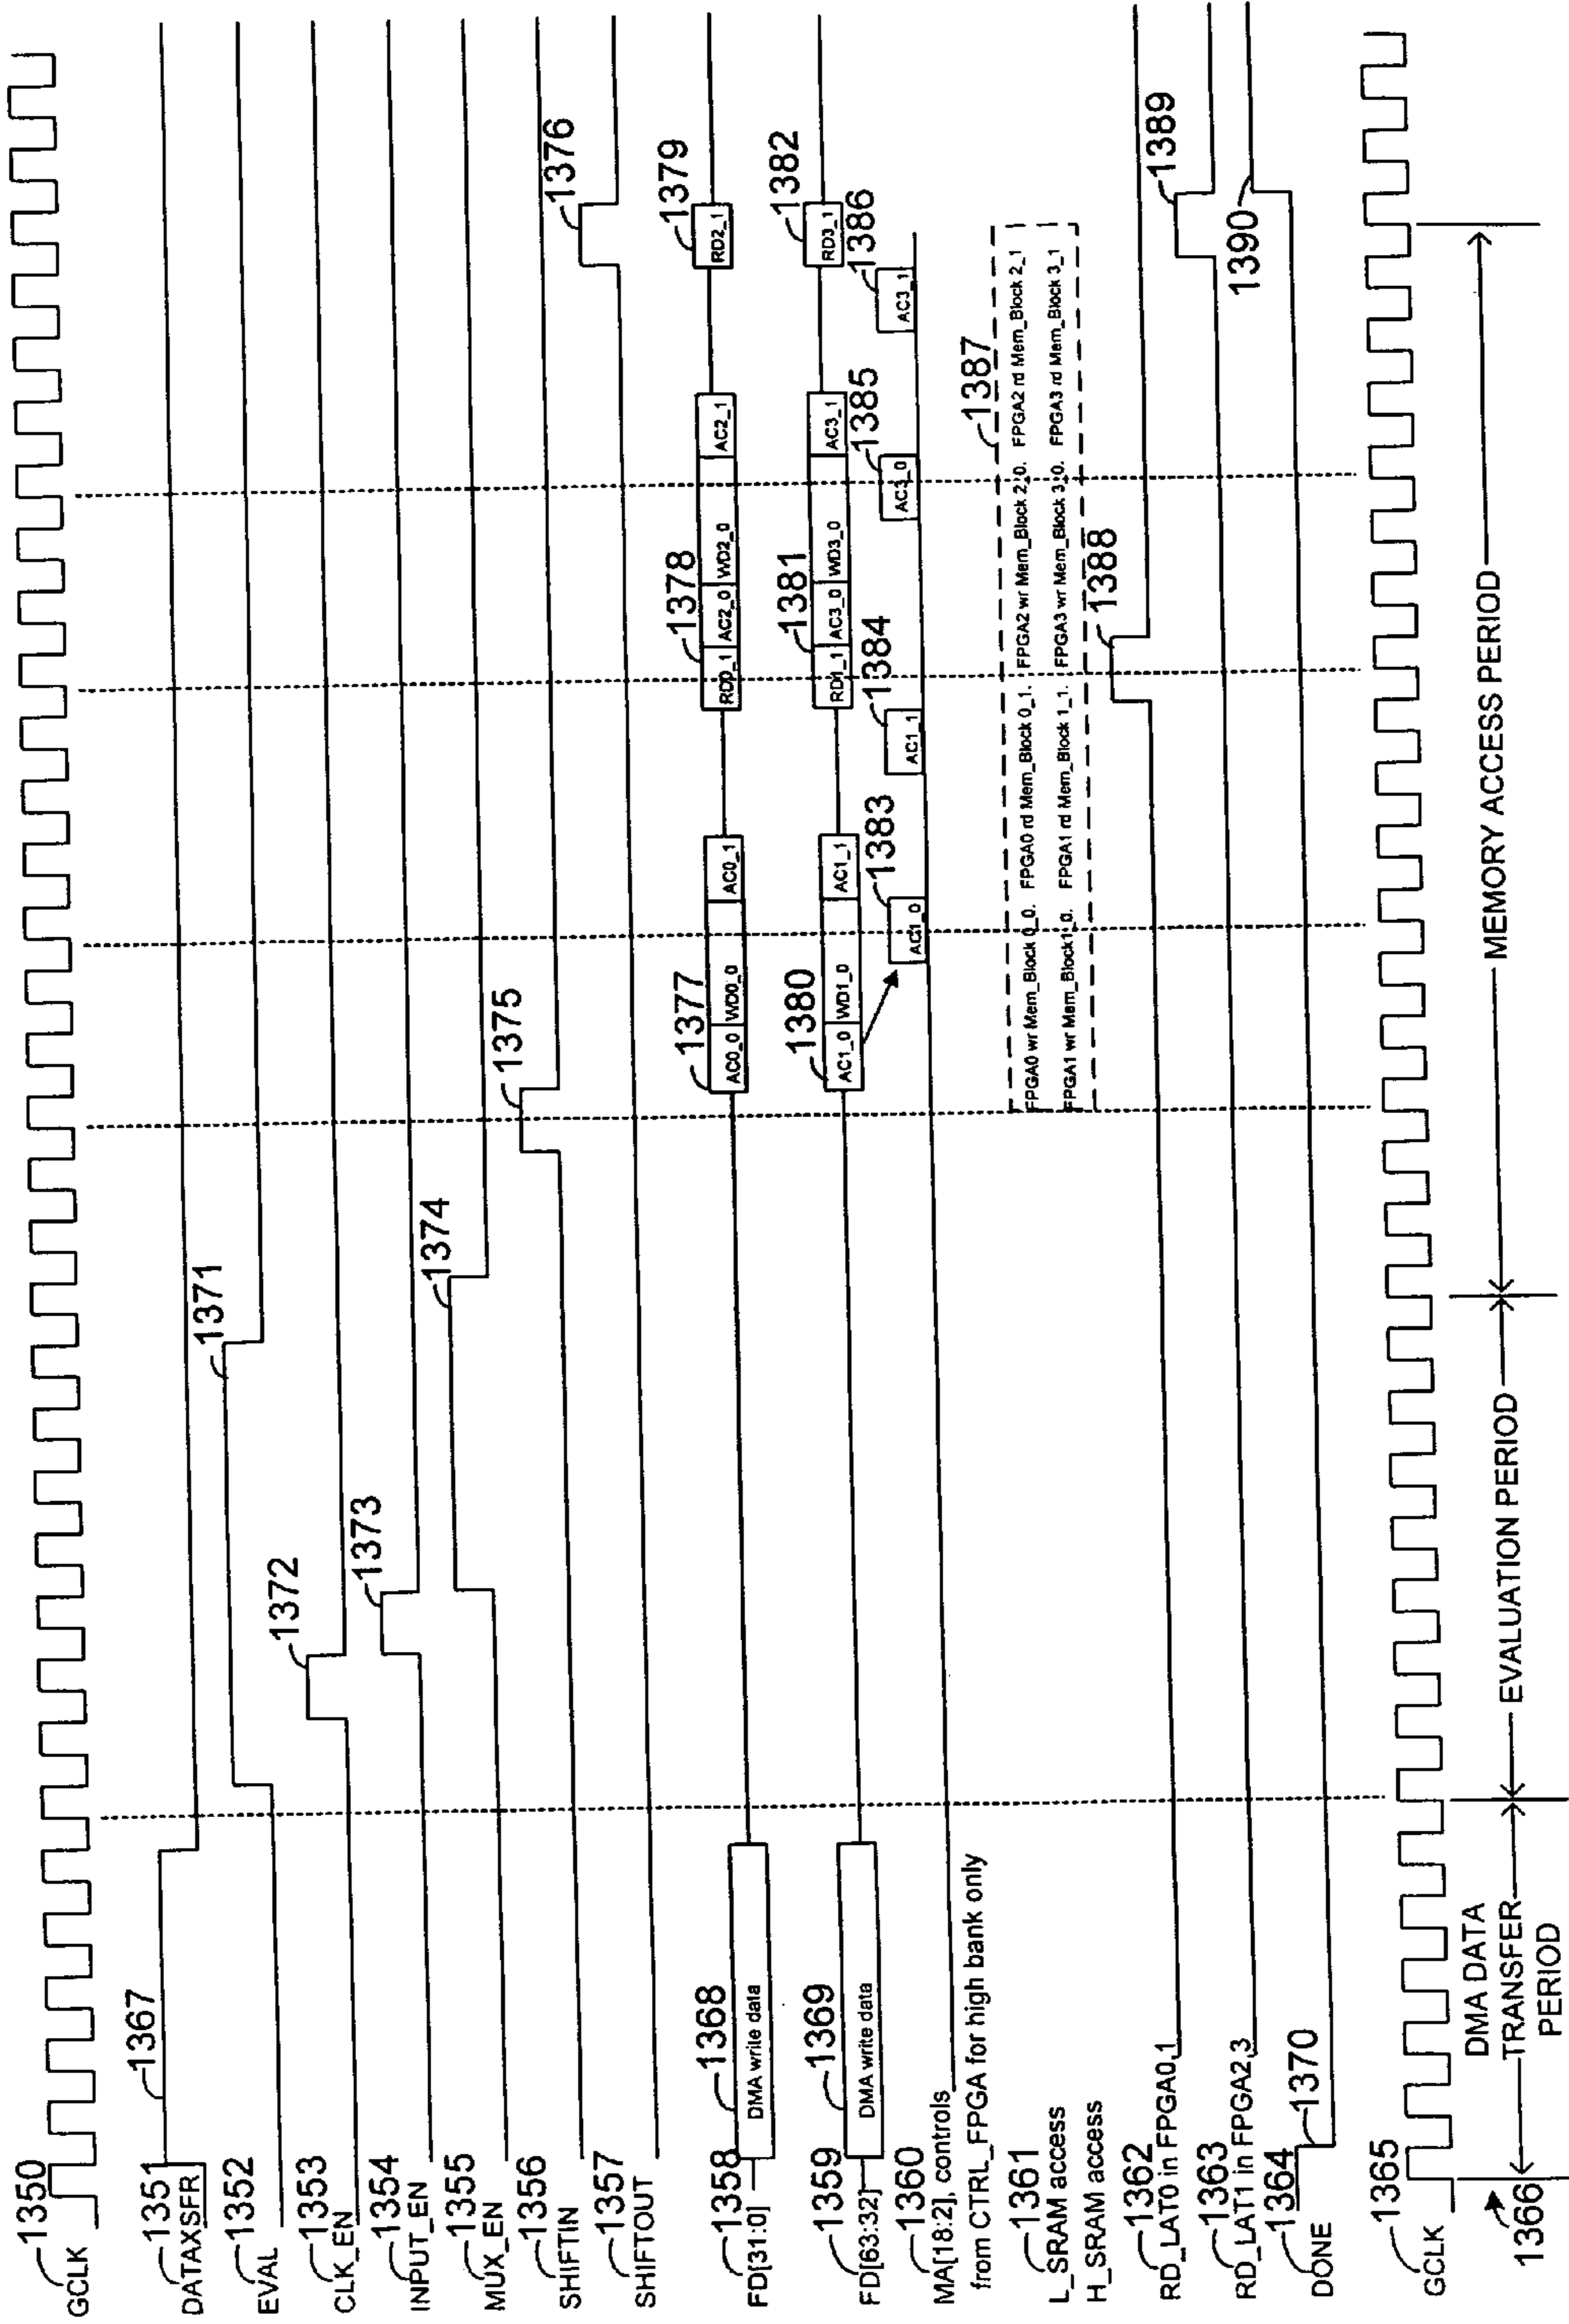 1350
GCLK
1351
DATAXSFR
1367
1352
EVAL
1371
1353
CLK_EN
1372
1354
INPUT_EN
1373
1355
MUX_EN
1374
1356
SHIFTIN
1375
1357
SHIFTOUT
1376
1358
FD[31:0]
1368
DMA write data
1377
AC0_0 WD0_0 AC0_1
1378
RD0_1 AC2_0 WD2_0 AC2_1
1379
RD2_1
1359
FD[63:32]
1369
DMA write data
1380
AC1_0 WD1_0 AC1_1
1381
RD1_1 AC3_0 WD3_0 AC3_1
1382
RD3_1
1360
MA[18:2], controls
from CTRL_FPGA for high bank only
1383
AC1_0
1384
AC1_1
1385
AC3_0
1386
AC3_1
1361
L_SRAM access
H_SRAM access
1387
FPGA0 wr Mem_Block 0_0. FPGA0 rd Mem_Block 0_1. FPGA2 wr Mem_Block 2_0. FPGA2 rd Mem_Block 2_1
FPGA1 wr Mem_Block1_0. FPGA1 rd Mem_Block 1_1. FPGA3 wr Mem_Block 3_0. FPGA3 rd Mem_Block 3_1
1362
RD_LAT0 in FPGA0,1
1388
1363
RD_LAT1 in FPGA2,3
1389
1364
DONE
1370
1390
1365
GCLK
1366
DMA DATA
TRANSFER
PERIOD
EVALUATION PERIOD
MEMORY ACCESS PERIOD